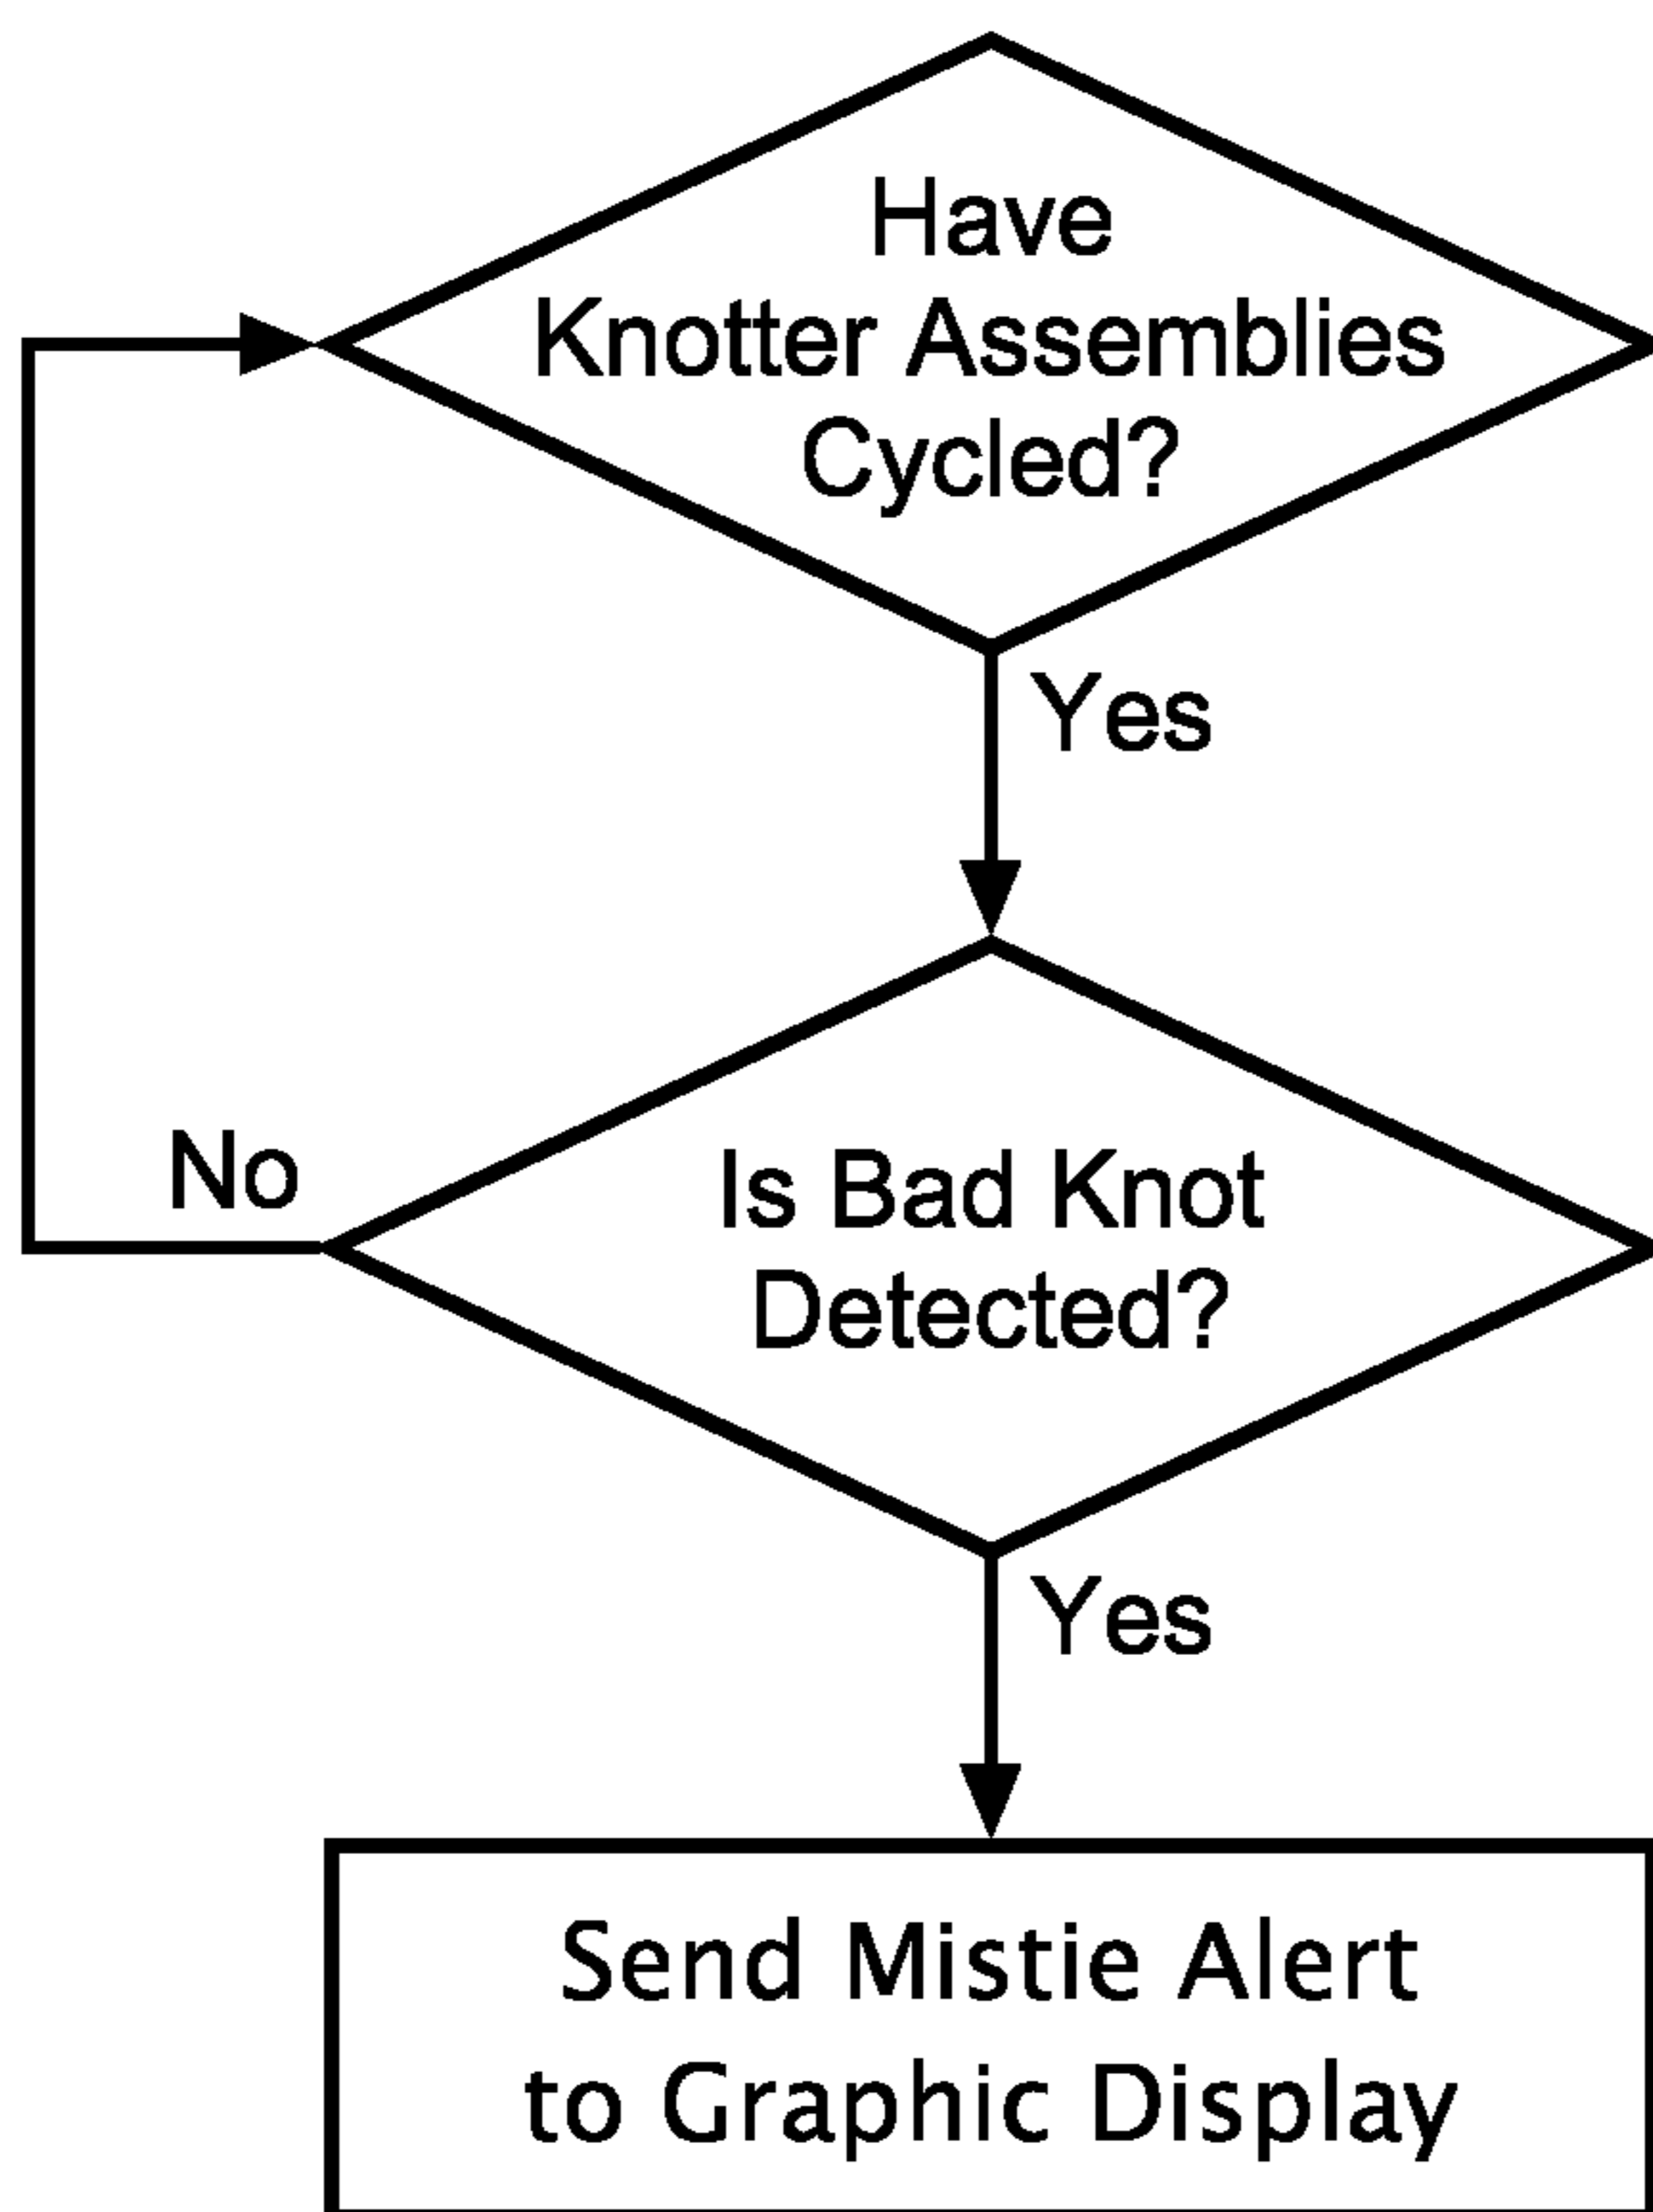 Have
Knotter Assemblies
Cycled?
Yes
No
Is Bad Knot
Detected?
Yes
Send Mistie Alert
to Graphic Display